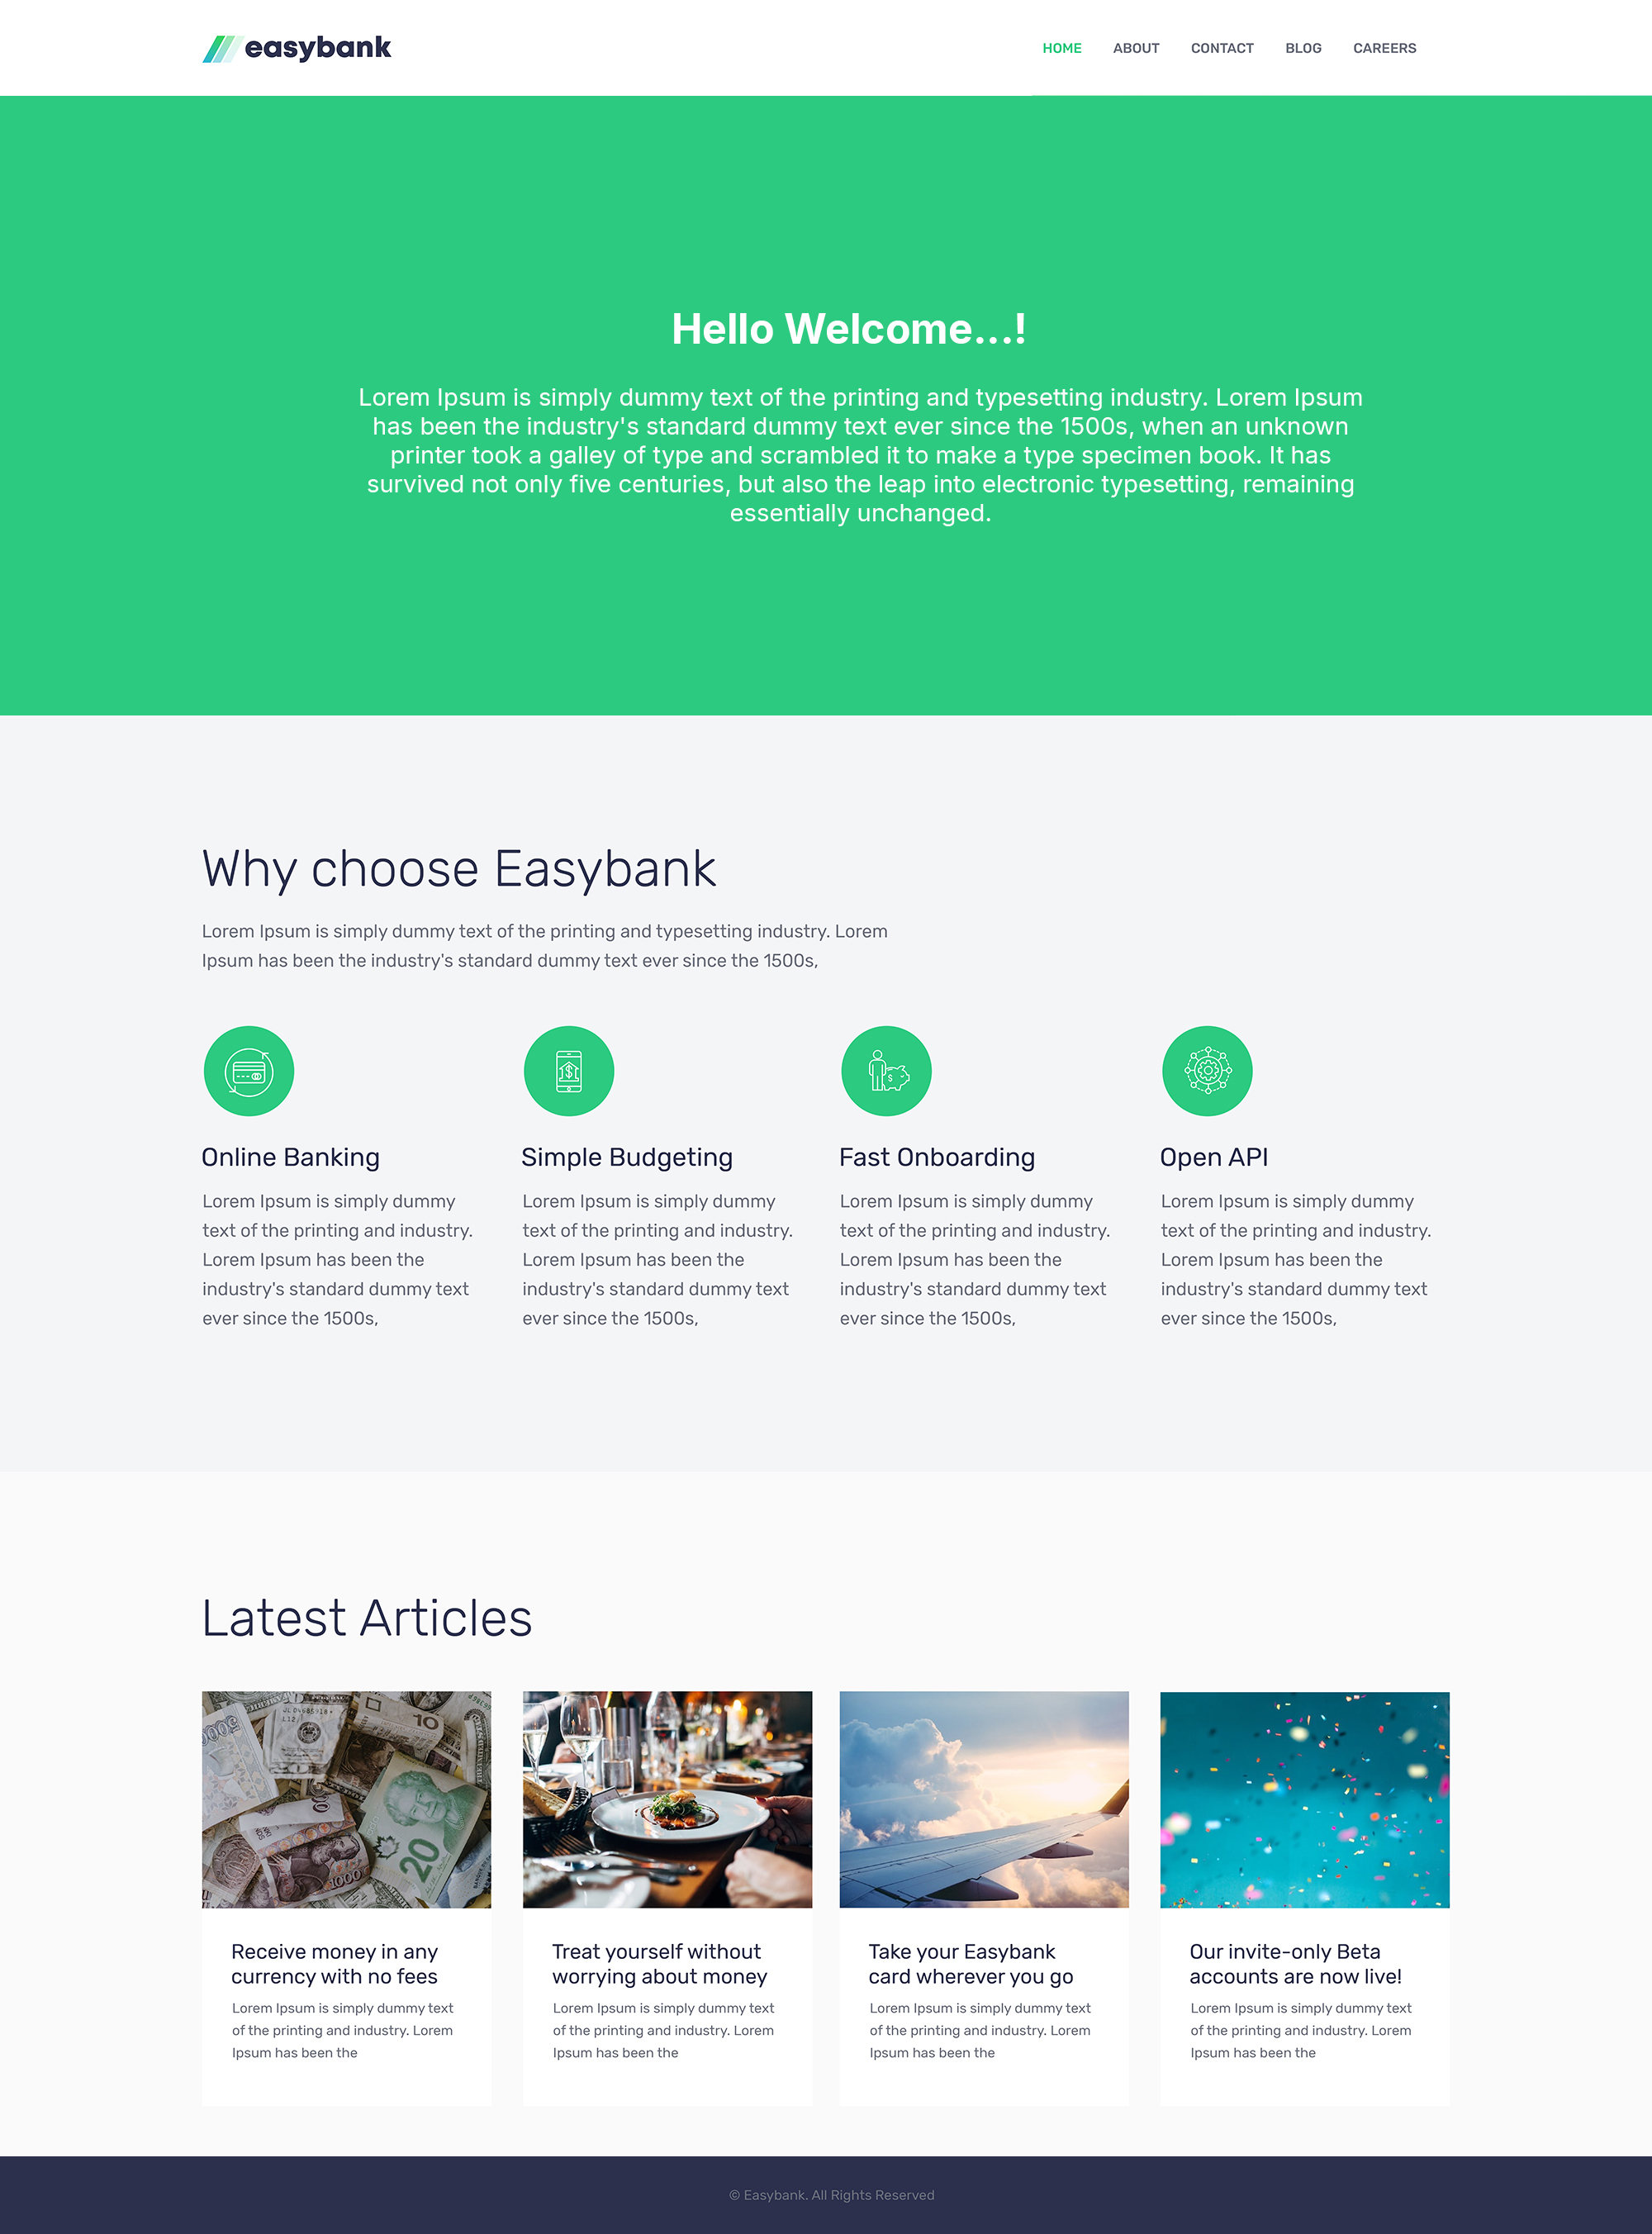 easybank
HOME ABOUT CONTACT BLOG CAREERS
Hello Welcome...!
Lorem Ipsum is simply dummy text of the printing and typesetting industry. Lorem Ipsum
has been the industry's standard dummy text ever since the 1500s, when an unknown
printer took a galley of type and scrambled it to make a type specimen book. It has
survived not only five centuries, but also the leap into electronic typesetting, remaining
essentially unchanged.
Why choose Easybank
Lorem Ipsum is simply dummy text of the printing and typesetting industry. Lorem
Ipsum has been the industry's standard dummy text ever since the 1500s,
Online Banking
Lorem Ipsum is simply dummy
text of the printing and industry.
Lorem Ipsum has been the
industry's standard dummy text
ever since the 1500s,
Simple Budgeting
Lorem Ipsum is simply dummy
text of the printing and industry.
Lorem Ipsum has been the
industry's standard dummy text
ever since the 1500s,
Fast Onboarding
Lorem Ipsum is simply dummy
text of the printing and industry.
Lorem Ipsum has been the
industry's standard dummy text
ever since the 1500s,
Open API
Lorem Ipsum is simply dummy
text of the printing and industry.
Lorem Ipsum has been the
industry's standard dummy text
ever since the 1500s,
Latest Articles
10
20
1000
Receive money in any
currency with no fees
Lorem Ipsum is simply dummy text
of the printing and industry. Lorem
Ipsum has been the
Treat yourself without
worrying about money
Lorem Ipsum is simply dummy text
of the printing and industry. Lorem
Ipsum has been the
Take your Easybank
card wherever you go
Lorem Ipsum is simply dummy text
of the printing and industry. Lorem
Ipsum has been the
Our invite-only Beta
accounts are now live!
Lorem Ipsum is simply dummy text
of the printing and industry. Lorem
Ipsum has been the
© Easybank. All Rights Reserved